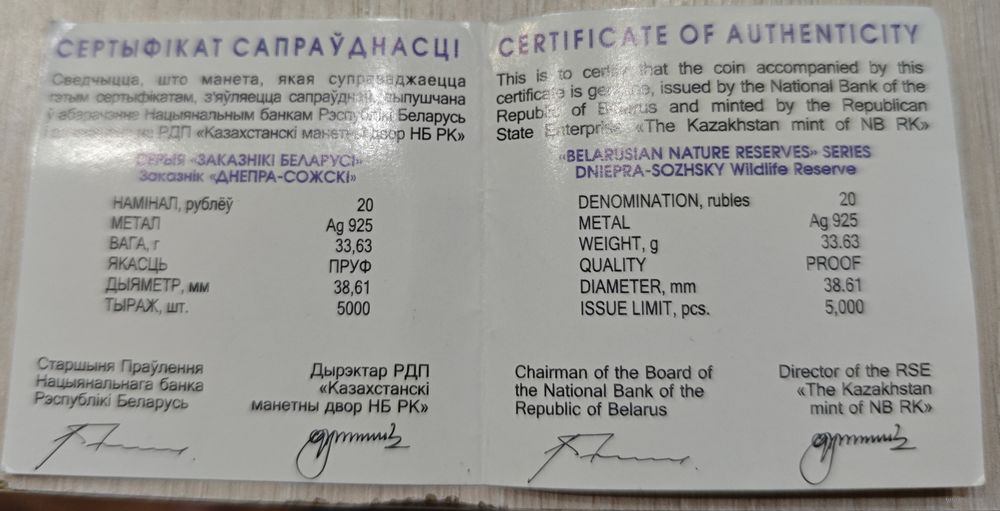 СЕРТЫФІКАТ САПРАЎДНАСЦІ
Сведчыцца, што манета, якая суправаджаецца
гэтым сертыфікатам, з'яўляецца сапраўднай, выпушчана
ў абарачэнне Нацыянальным банкам Рэспублікі Беларусь
РДП «Казахстанскі манетны двор НБ РК»
СЕРЫЯ «ЗАКАЗНІКІ БЕЛАРУСІ»
Заказнік «ДНЕПРА-СОЖСКІ»
НАМІНАЛ, рублёў 20
МЕТАЛ Ag 925
ВАГА, г 33,63
ЯКАСЦЬ ПРУФ
ДЫЯМЕТР, мм 38,61
ТЫРАЖ, шт. 5000
Старшыня Праўлення
Нацыянальнага банка
Рэспублікі Беларусь
Дырэктар РДП
«Казахстанскі
манетны двор НБ РК»
CERTIFICATE OF AUTHENTICITY
This is to certify that the coin accompanied by this
certificate is genuine, issued by the National Bank of the
Republic of Belarus and minted by the Republican
State Enterprise «The Kazakhstan mint of NB RK»
«BELARUSIAN NATURE RESERVES» SERIES
DNIEPRA-SOZHSKY Wildlife Reserve
DENOMINATION, rubles 20
METAL Ag 925
WEIGHT, g 33.63
QUALITY PROOF
DIAMETER, mm 38.61
ISSUE LIMIT, pcs. 5,000
Chairman of the Board of
the National Bank of the
Republic of Belarus
Director of the RSE
«The Kazakhstan
mint of NB RK»